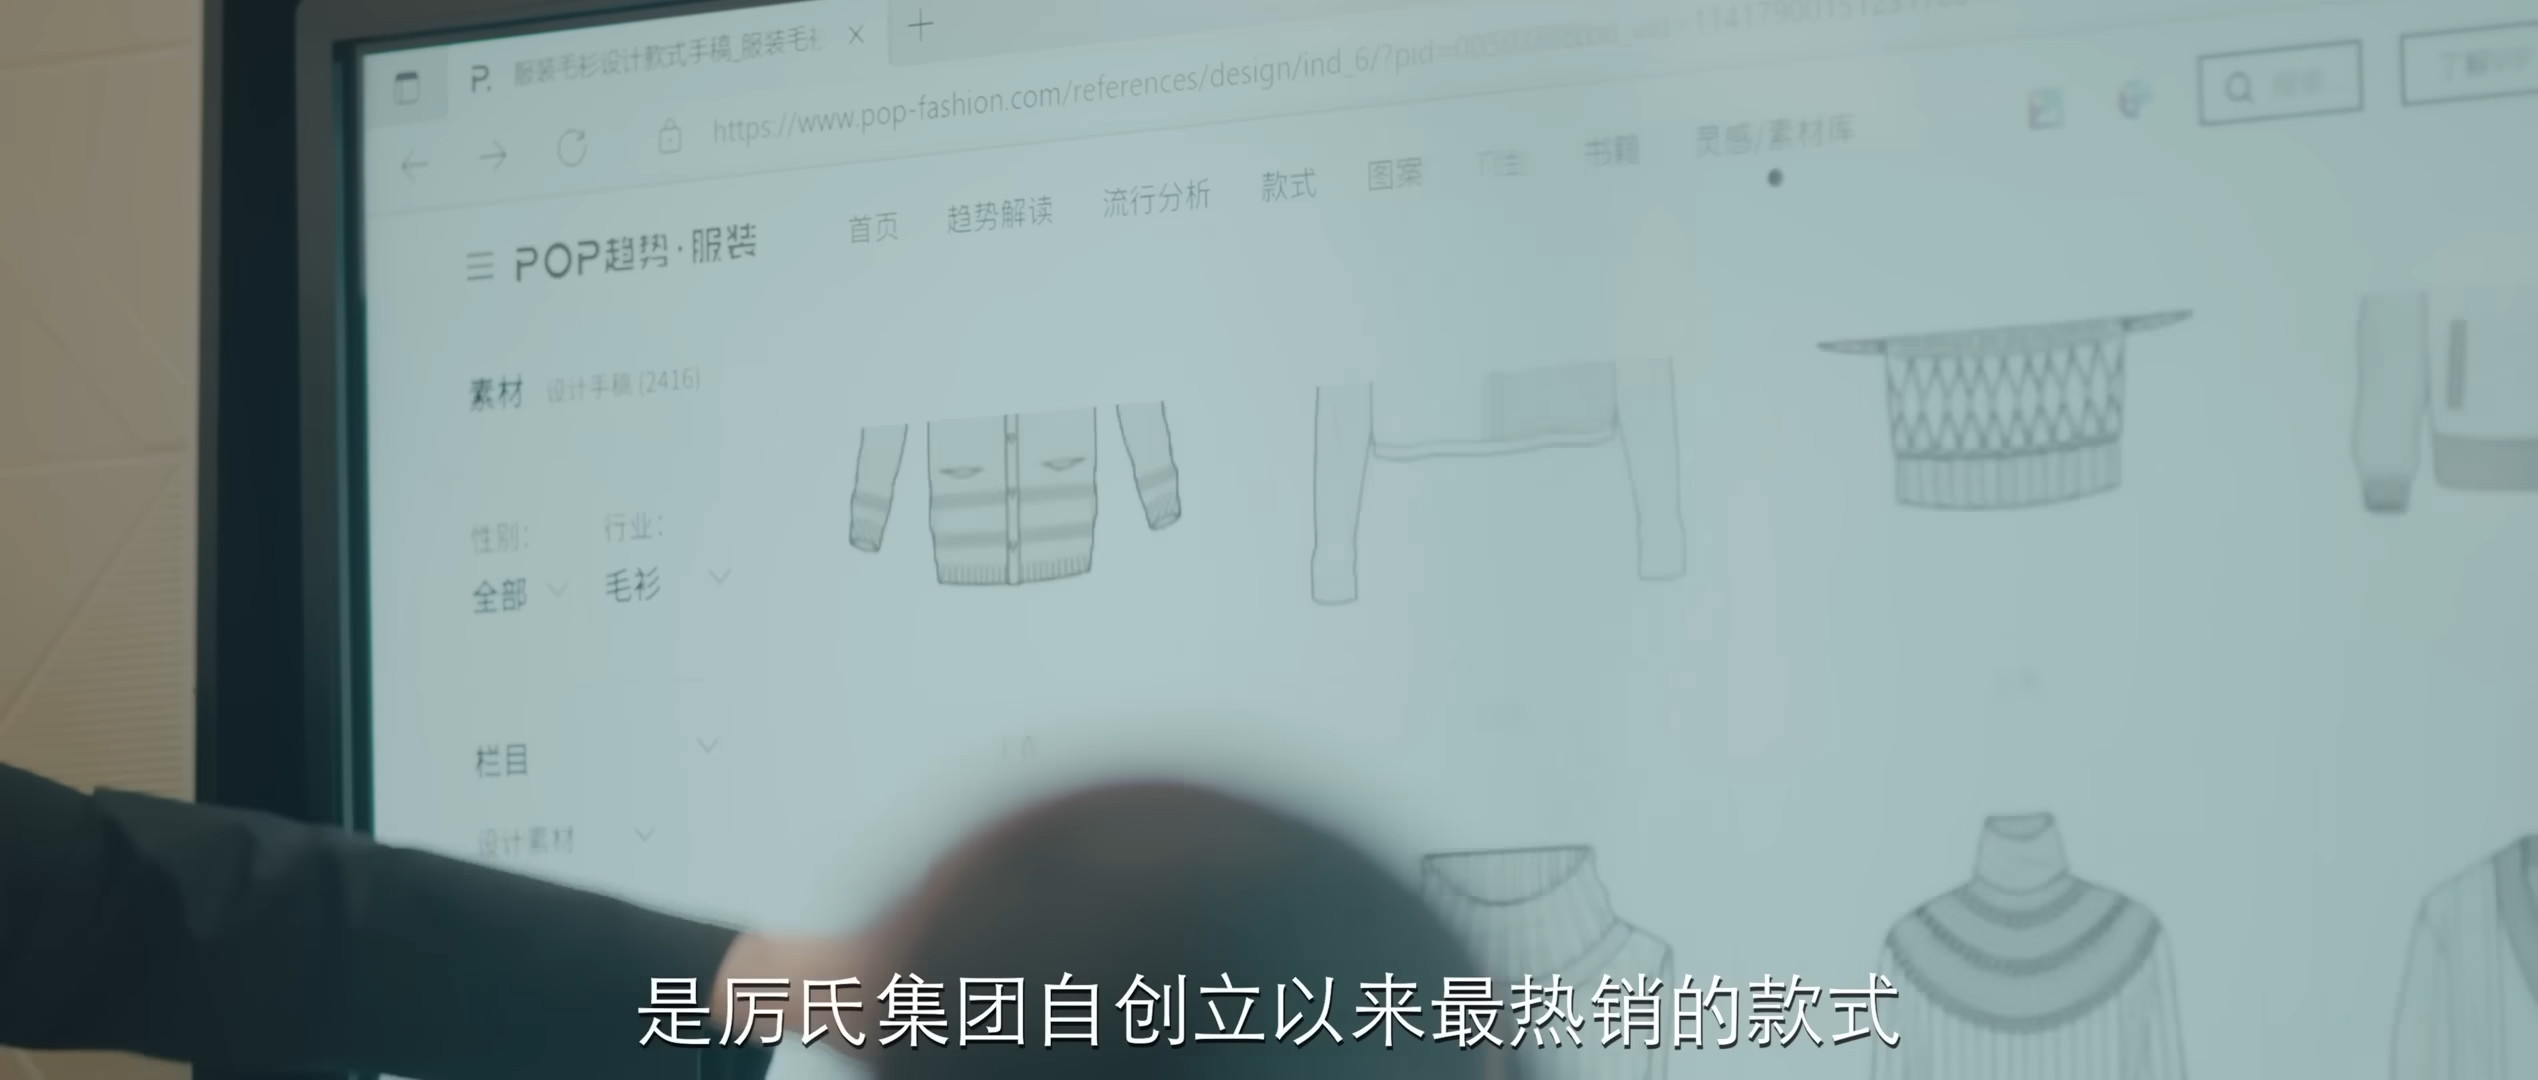 服装毛衫设计款式手稿_服装毛衫
https://www.pop-fashion.com/references/design/ind_6/?pid=
POP趋势·服装
首页 趋势解读 流行分析 款式 图案 书籍 灵感/素材库
素材 设计手稿 (2416)
性别: 行业:
全部 毛衫
栏目
设计素材
是厉氏集团自创立以来最热销的款式